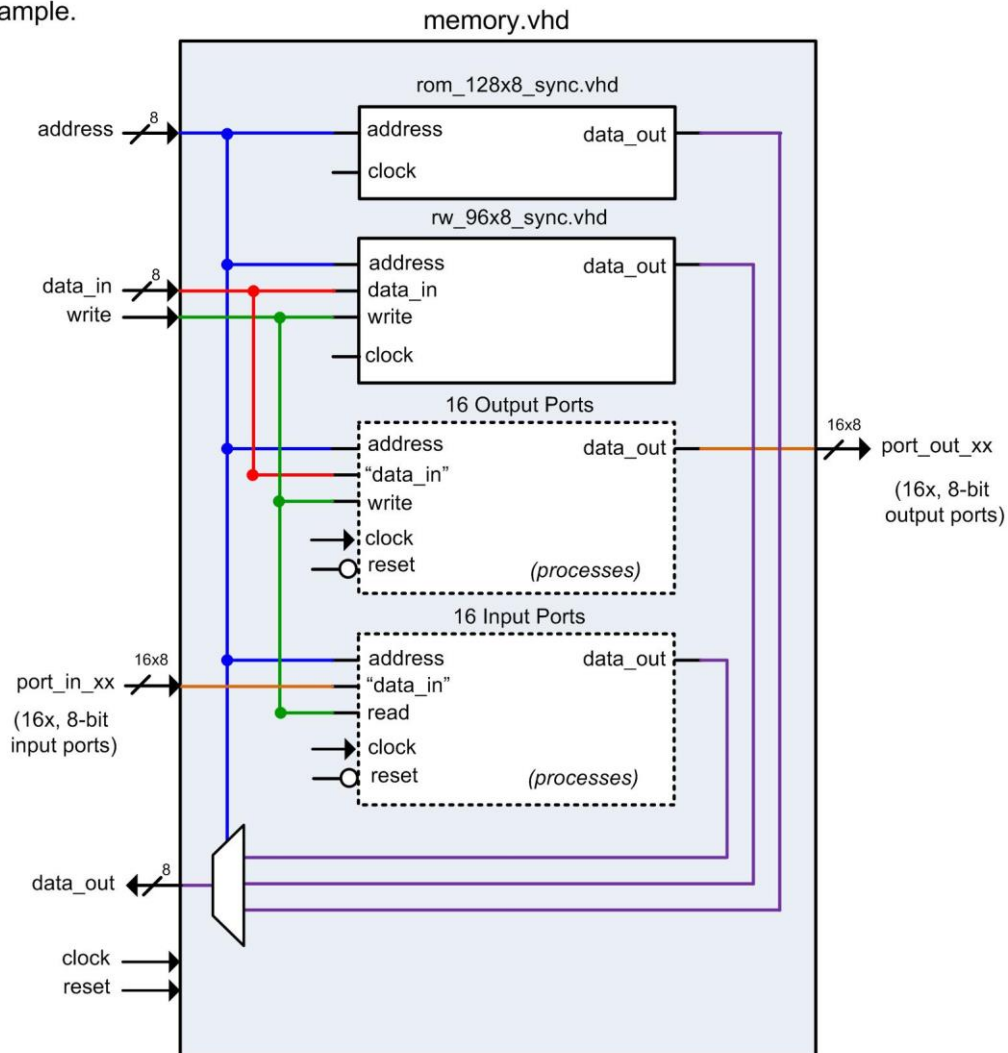 ample.
memory.vhd
rom_128x8_sync.vhd
address
8
address
data_out
clock
rw_96x8_sync.vhd
address
data_out
data_in
8
data_in
write
write
clock
16 Output Ports
address
data_out
16x8
port_out_xx
“data_in”
write
(16x, 8-bit
output ports)
clock
reset
(processes)
16 Input Ports
address
data_out
port_in_xx
16x8
“data_in”
(16x, 8-bit
input ports)
read
clock
reset
(processes)
data_out
8
clock
reset